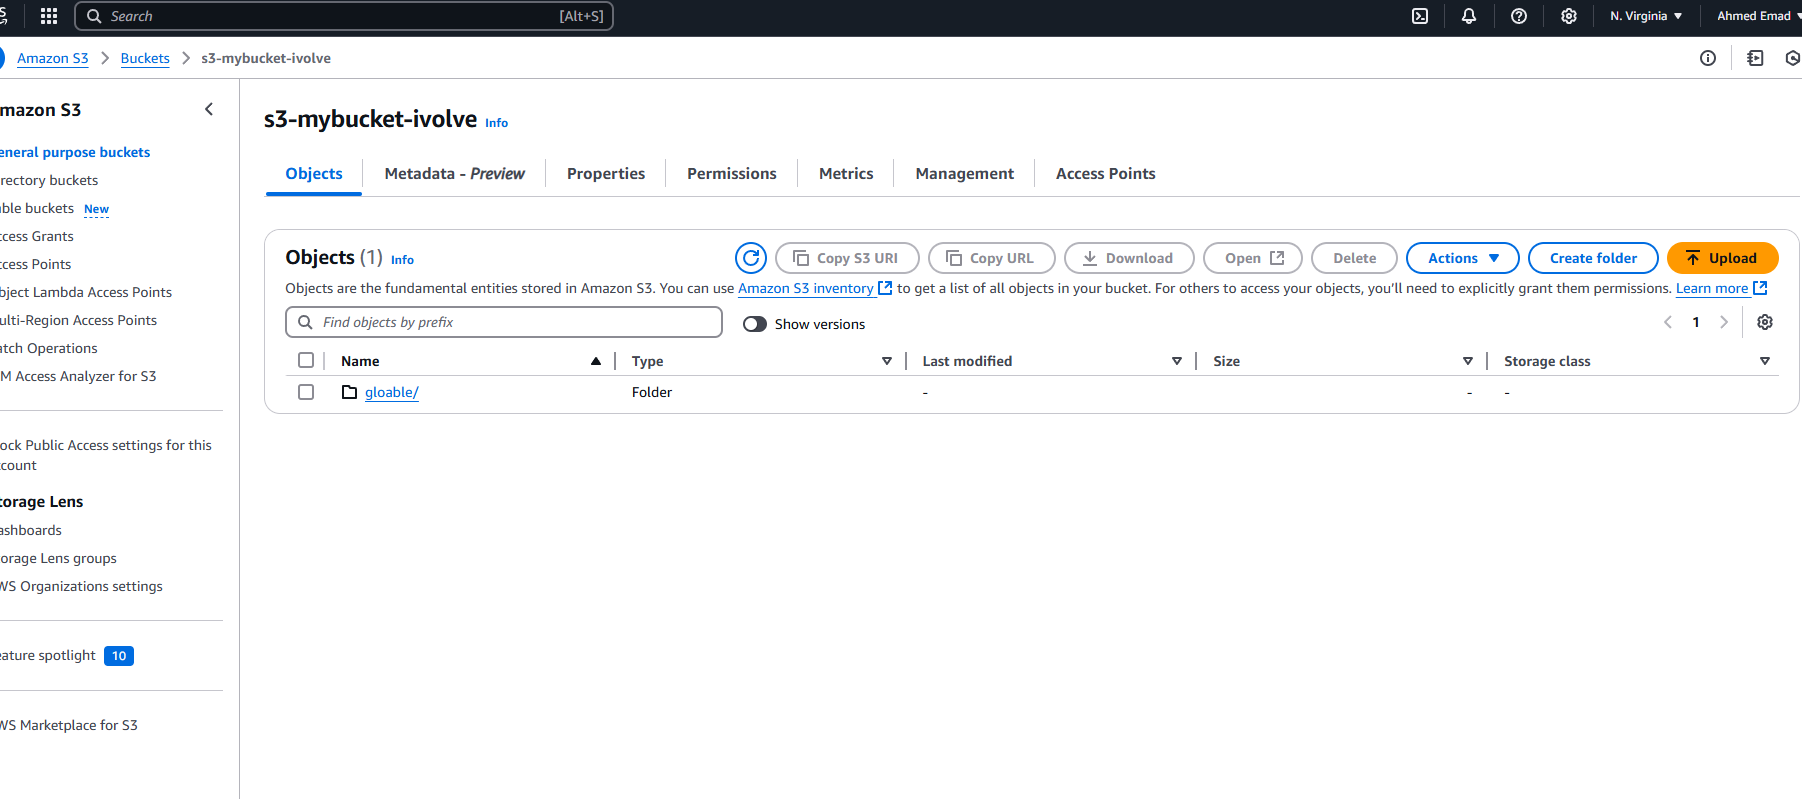 Search [Alt+S] N. Virginia Ahmed Emad
Amazon S3 Buckets s3-mybucket-ivolve
mazon S3
eneral purpose buckets
rectory buckets
ble buckets New
cess Grants
cess Points
bject Lambda Access Points
ulti-Region Access Points
atch Operations
M Access Analyzer for S3
ock Public Access settings for this
count
torage Lens
ashboards
orage Lens groups
WS Organizations settings
eature spotlight 10
WS Marketplace for S3
s3-mybucket-ivolve Info
Objects Metadata - Preview Properties Permissions Metrics Management Access Points
Objects (1) Info Copy S3 URI Copy URL Download Open Delete Actions Create folder Upload
Objects are the fundamental entities stored in Amazon S3. You can use Amazon S3 inventory to get a list of all objects in your bucket. For others to access your objects, you’ll need to explicitly grant them permissions. Learn more
Find objects by prefix Show versions 1
Name Type Last modified Size Storage class
gloable/ Folder - - -